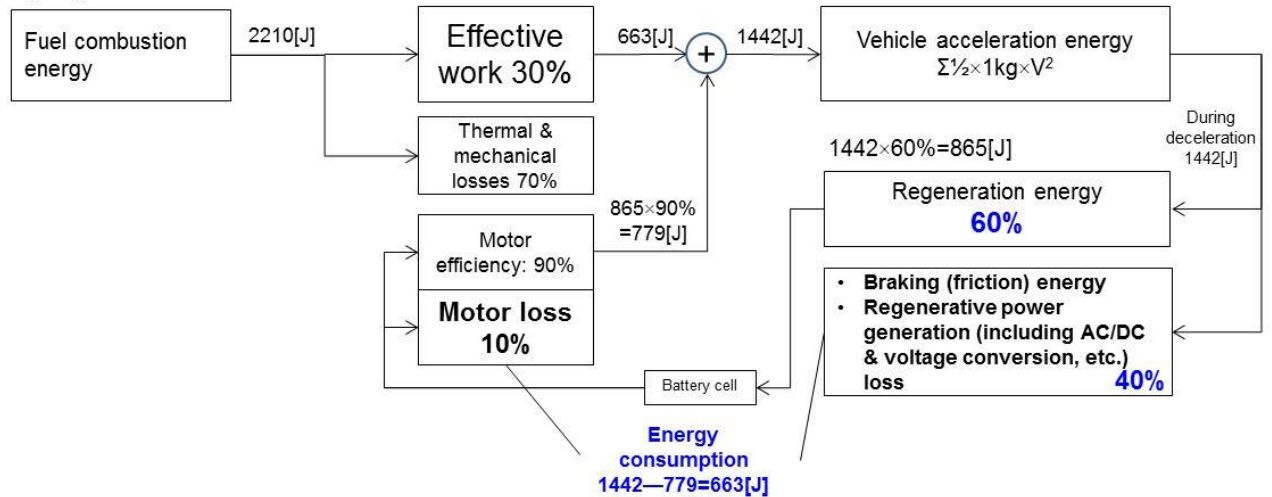 Fuel combustion
energy
2210[J]
Effective
work 30%
663[J]
+
1442[J]
Vehicle acceleration energy
Σ½×1kg×V²
Thermal &
mechanical
losses 70%
During
deceleration
1442[J]
1442×60%=865[J]
Regeneration energy
60%
865×90%
=779[J]
Motor
efficiency: 90%
Motor loss
10%
• Braking (friction) energy
• Regenerative power
generation (including AC/DC
& voltage conversion, etc.)
loss 40%
Battery cell
Energy
consumption
1442—779=663[J]